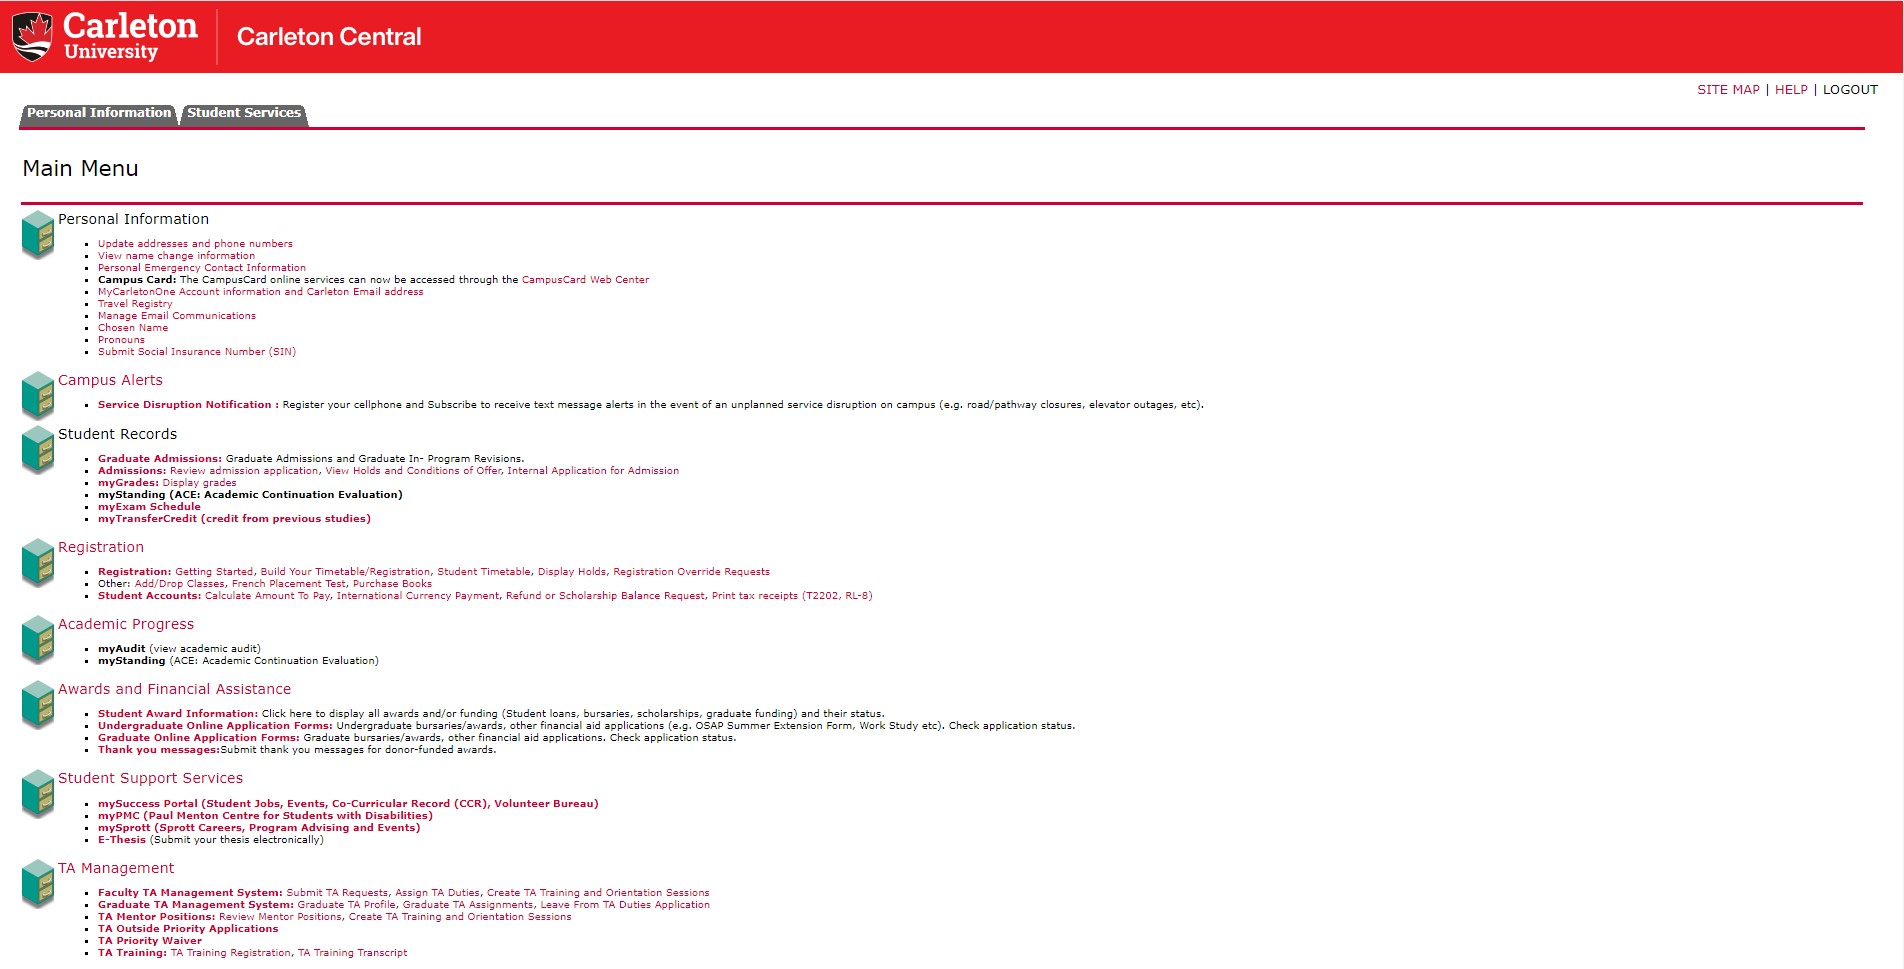 Carleton
University
Carleton Central
SITE MAP | HELP | LOGOUT
Personal Information Student Services
Main Menu
Personal Information
Update addresses and phone numbers
View name change information
Personal Emergency Contact Information
Campus Card: The CampusCard online services can now be accessed through the CampusCard Web Center
MyCarletonOne Account information and Carleton Email address
Travel Registry
Manage Email Communications
Chosen Name
Pronouns
Submit Social Insurance Number (SIN)
Campus Alerts
Service Disruption Notification : Register your cellphone and Subscribe to receive text message alerts in the event of an unplanned service disruption on campus (e.g. road/pathway closures, elevator outages, etc).
Student Records
Graduate Admissions: Graduate Admissions and Graduate In- Program Revisions.
Admissions: Review admission application, View Holds and Conditions of Offer, Internal Application for Admission
myGrades: Display grades
myStanding (ACE: Academic Continuation Evaluation)
myExam Schedule
myTransferCredit (credit from previous studies)
Registration
Registration: Getting Started, Build Your Timetable/Registration, Student Timetable, Display Holds, Registration Override Requests
Other: Add/Drop Classes, French Placement Test, Purchase Books
Student Accounts: Calculate Amount To Pay, International Currency Payment, Refund or Scholarship Balance Request, Print tax receipts (T2202, RL-8)
Academic Progress
myAudit (view academic audit)
myStanding (ACE: Academic Continuation Evaluation)
Awards and Financial Assistance
Student Award Information: Click here to display all awards and/or funding (Student loans, bursaries, scholarships, graduate funding) and their status.
Undergraduate Online Application Forms: Undergraduate bursaries/awards, other financial aid applications (e.g. OSAP Summer Extension Form, Work Study etc). Check application status.
Graduate Online Application Forms: Graduate bursaries/awards, other financial aid applications. Check application status.
Thank you messages:Submit thank you messages for donor-funded awards.
Student Support Services
mySuccess Portal (Student Jobs, Events, Co-Curricular Record (CCR), Volunteer Bureau)
myPMC (Paul Menton Centre for Students with Disabilities)
mySprott (Sprott Careers, Program Advising and Events)
E-Thesis (Submit your thesis electronically)
TA Management
Faculty TA Management System: Submit TA Requests, Assign TA Duties, Create TA Training and Orientation Sessions
Graduate TA Management System: Graduate TA Profile, Graduate TA Assignments, Leave From TA Duties Application
TA Mentor Positions: Review Mentor Positions, Create TA Training and Orientation Sessions
TA Outside Priority Applications
TA Priority Waiver
TA Training: TA Training Registration, TA Training Transcript